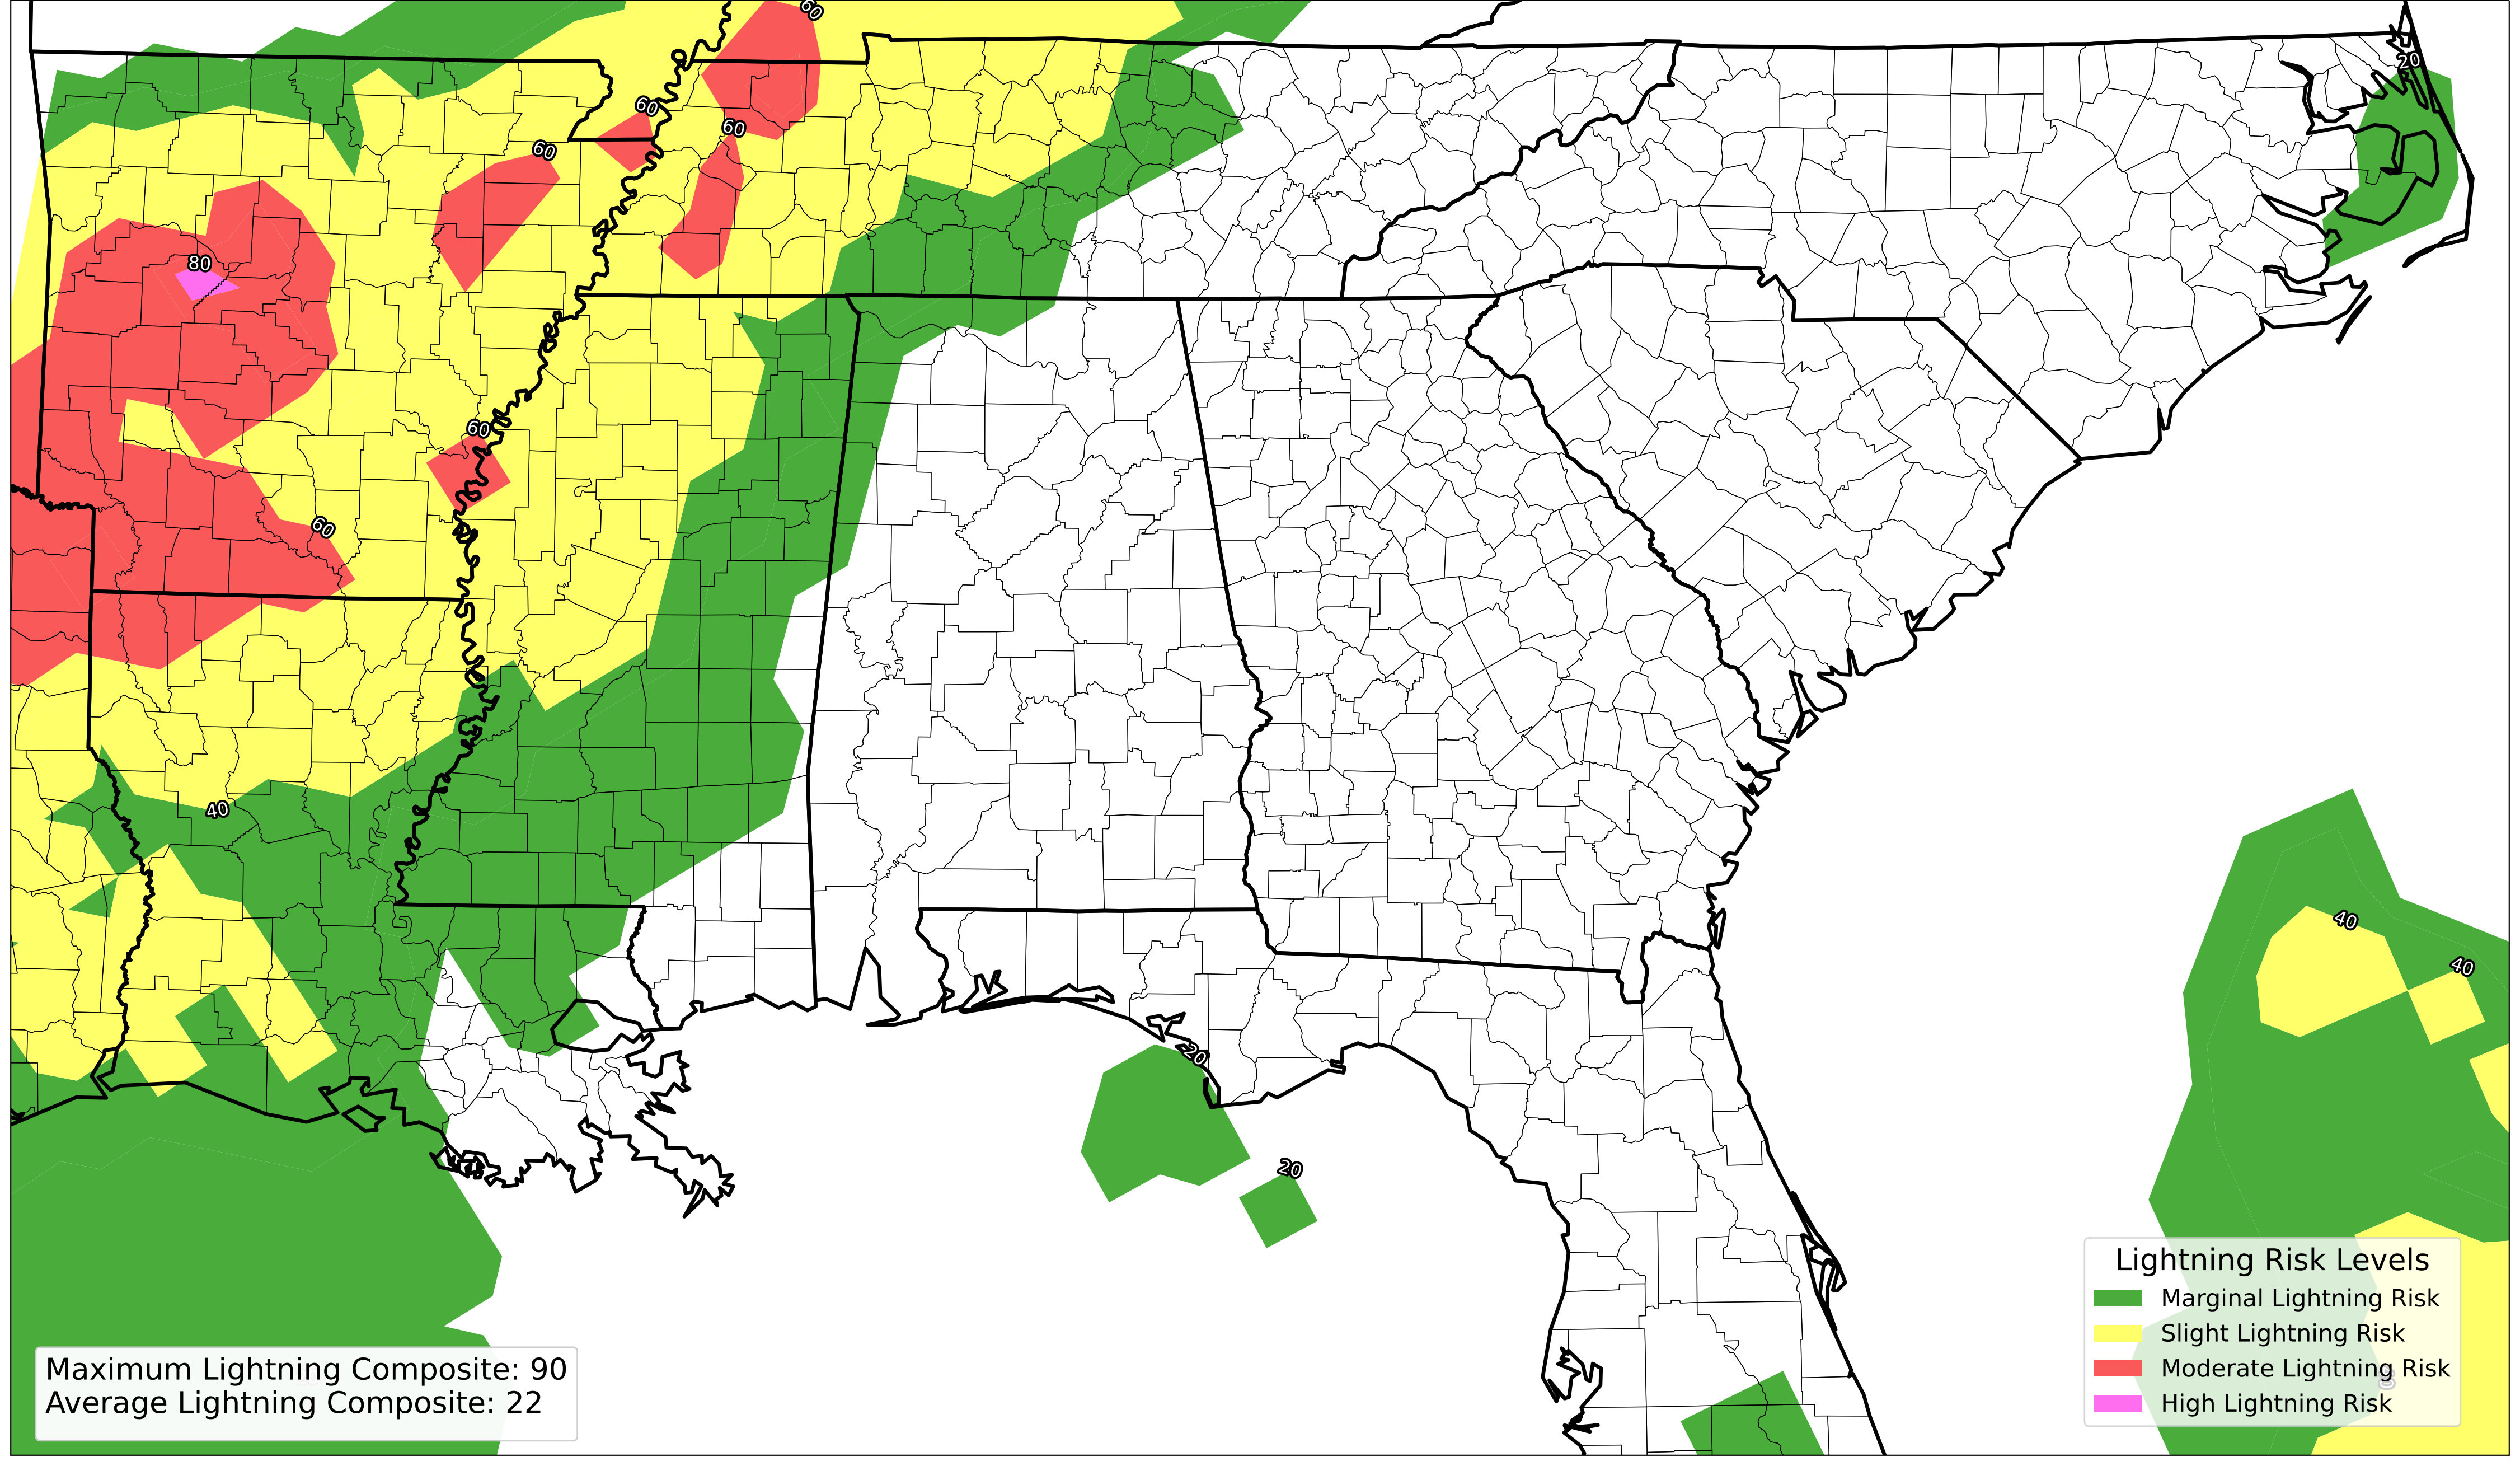 60
20
60
60
60
80
60
60
40
40
40
20
20
Lightning Risk Levels
Marginal Lightning Risk
Slight Lightning Risk
Moderate Lightning Risk
High Lightning Risk
Maximum Lightning Composite: 90
Average Lightning Composite: 22